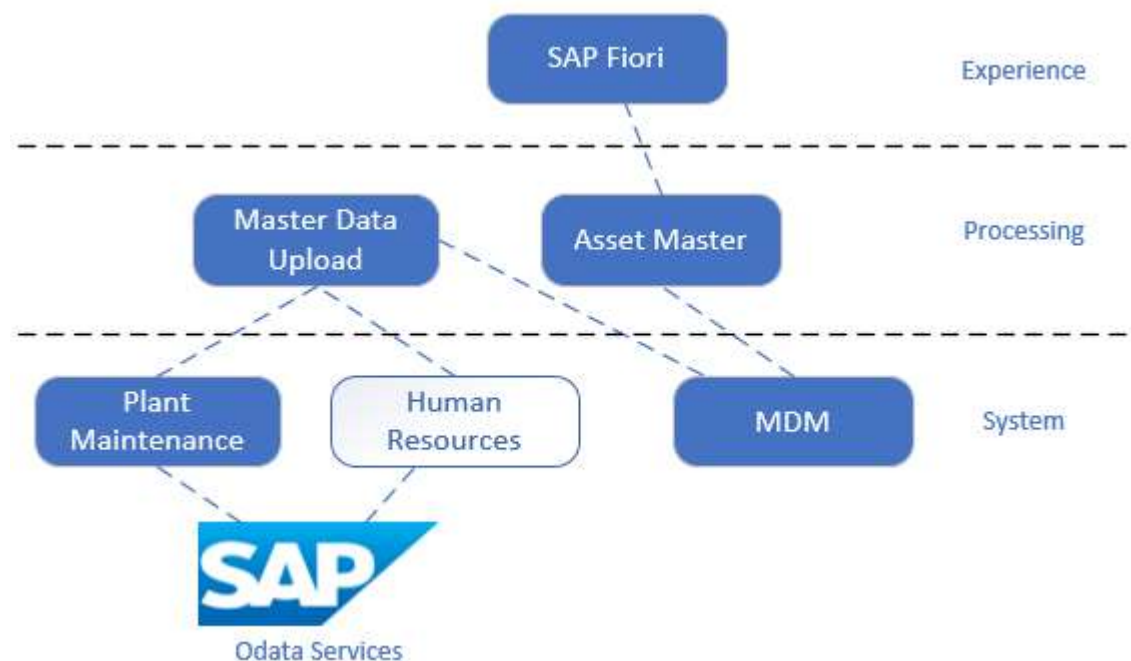 SAP Fiori
Experience
Master Data
Upload
Asset Master
Processing
Plant
Maintenance
Human
Resources
MDM
System
SAP
Odata Services